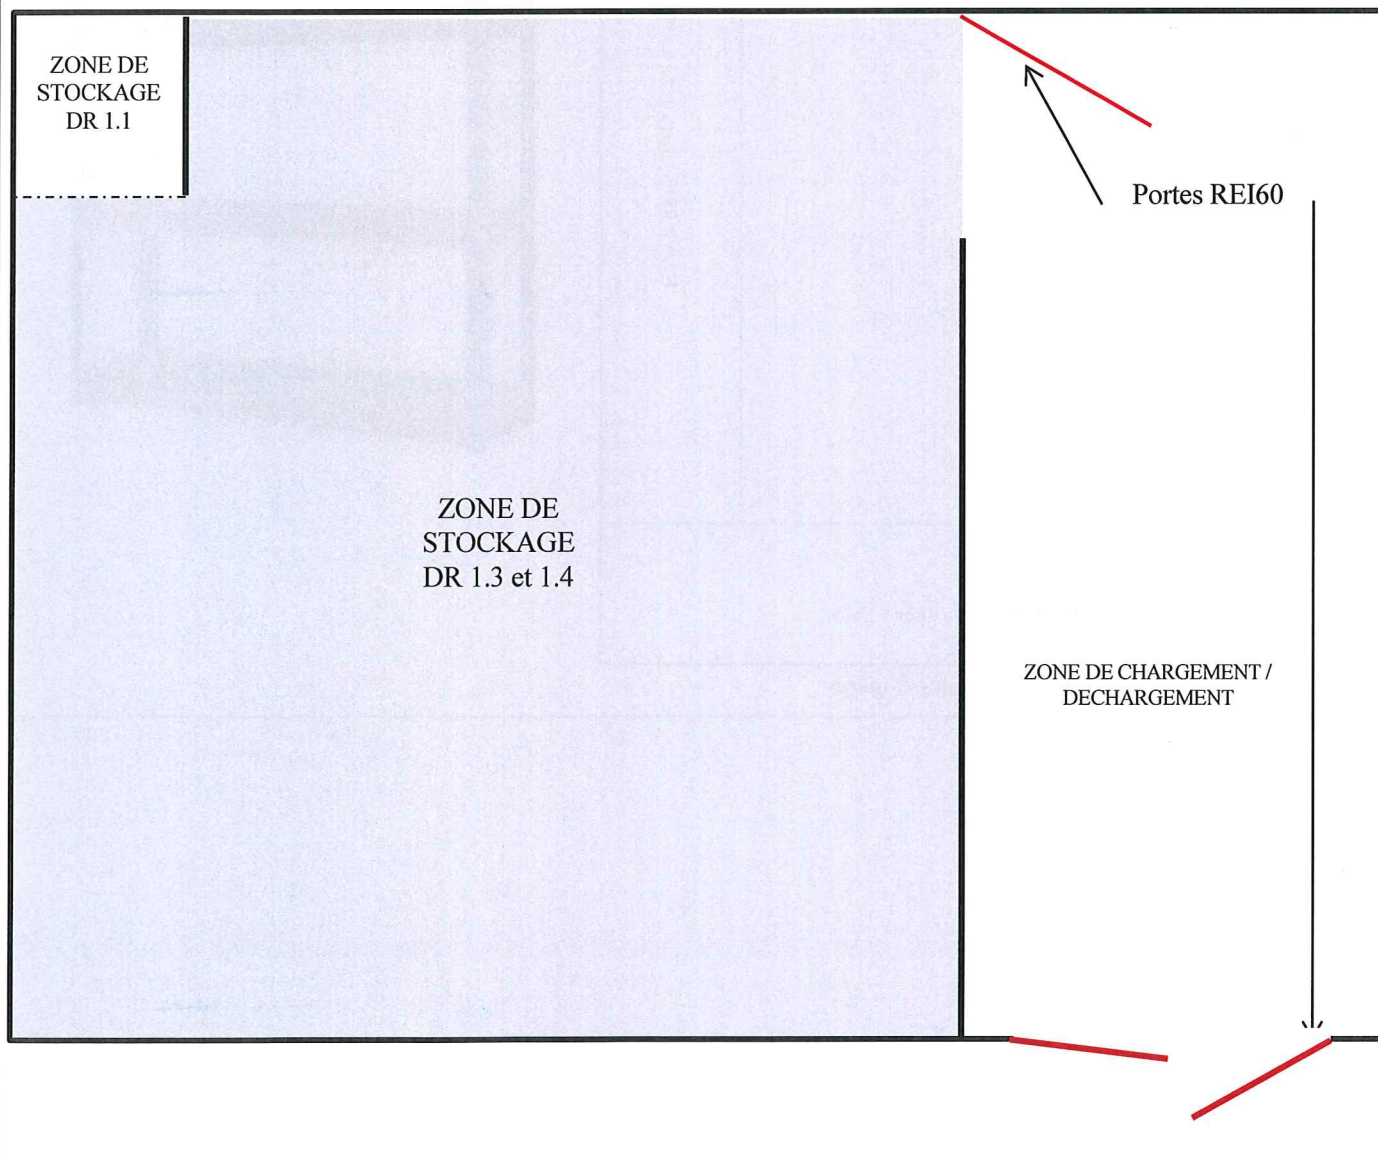 ZONE DE
STOCKAGE
DR 1.1
Portes REI60
ZONE DE
STOCKAGE
DR 1.3 et 1.4
ZONE DE CHARGEMENT /
DECHARGEMENT